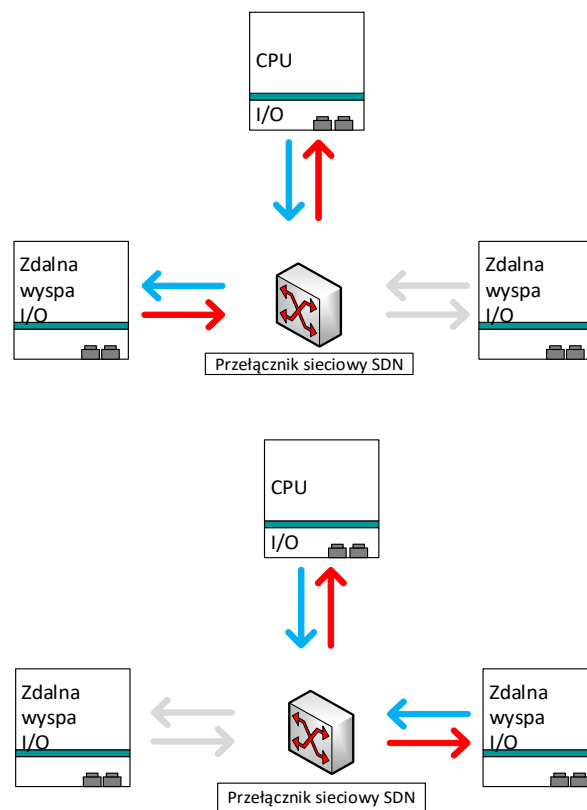 CPU
I/O
Zdalna
wyspa
I/O
Zdalna
wyspa
I/O
Przełącznik sieciowy SDN
CPU
I/O
Zdalna
wyspa
I/O
Zdalna
wyspa
I/O
Przełącznik sieciowy SDN